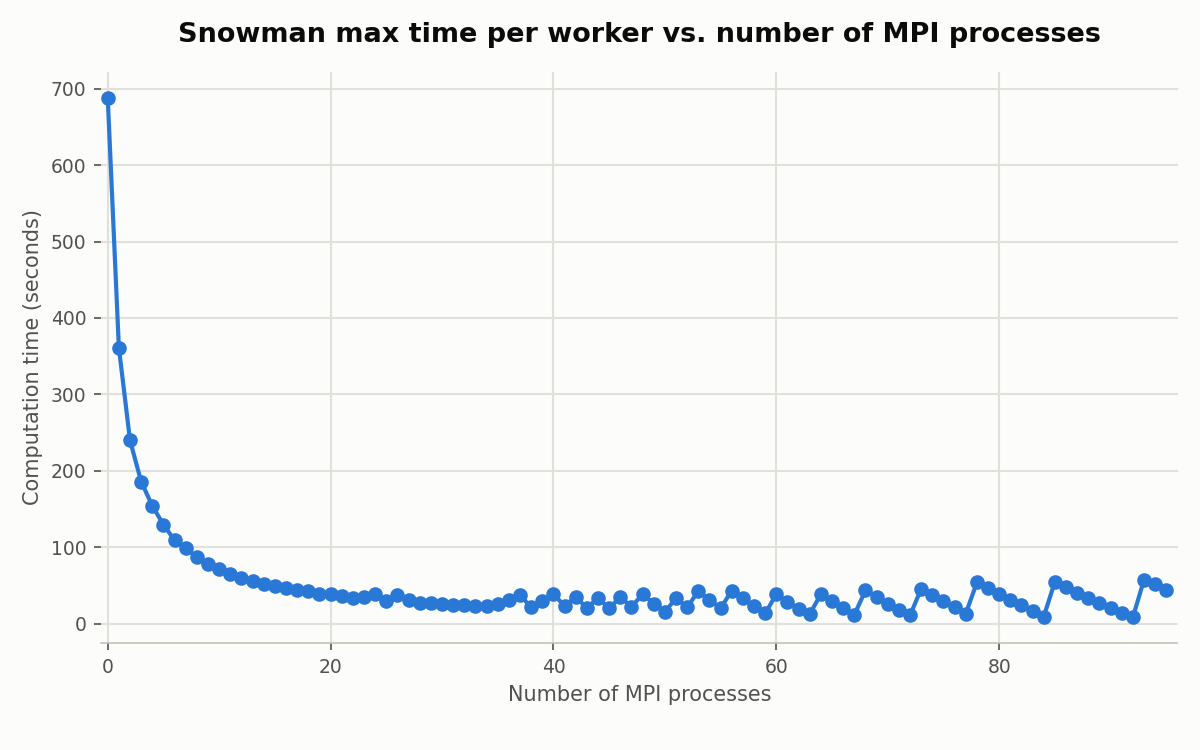 Snowman max time per worker vs. number of MPI processes
Computation time (seconds)
700
600
500
400
300
200
100
0
0 20 40 60 80
Number of MPI processes